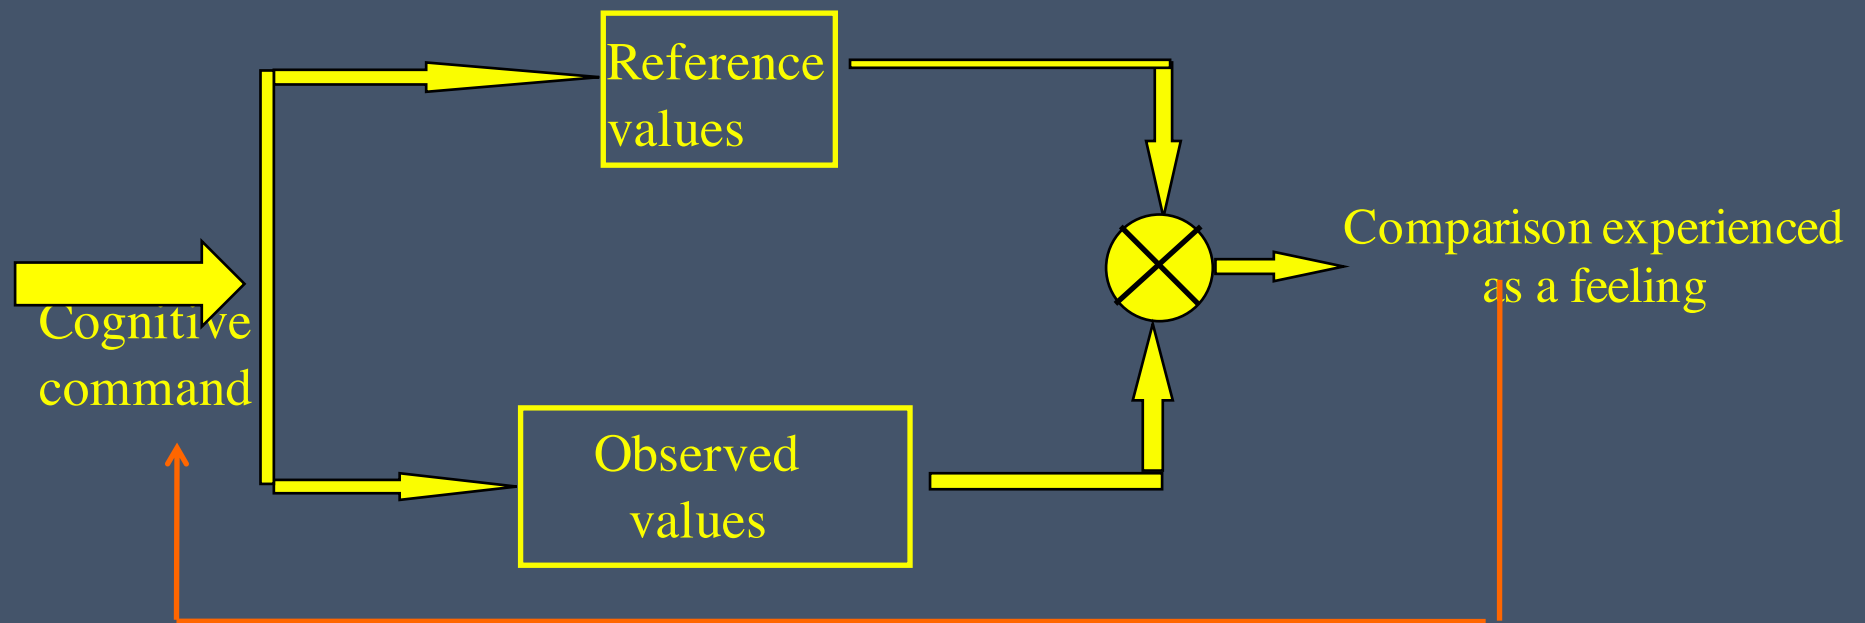 Reference
values
Comparison experienced
as a feeling
Cognitive
command
Observed
values